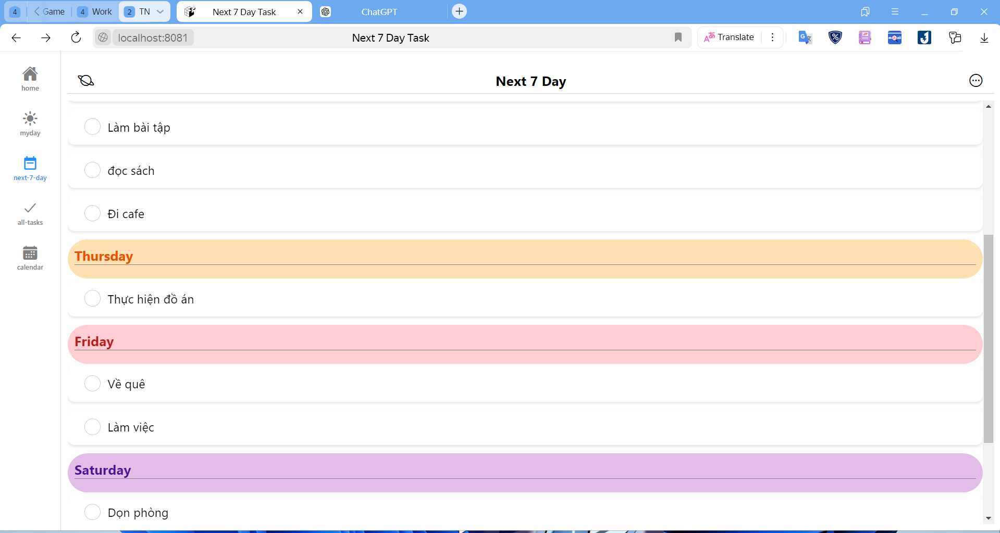 4 Game 4 Work 2 TN Next 7 Day Task ChatGPT
localhost:8081 Next 7 Day Task Translate
home
Next 7 Day
myday
Làm bài tập
next-7-day
đọc sách
all-tasks
Đi cafe
calendar
Thursday
Thực hiện đồ án
Friday
Về quê
Làm việc
Saturday
Dọn phòng